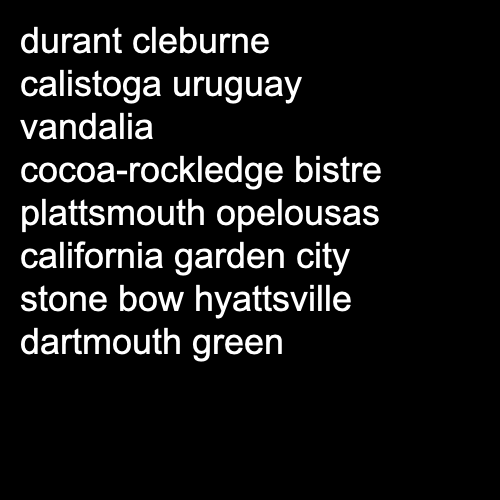 durant cleburne
calistoga uruguay
vandalia
cocoa-rockledge bistre
plattsmouth opelousas
california garden city
stone bow hyattsville
dartmouth green